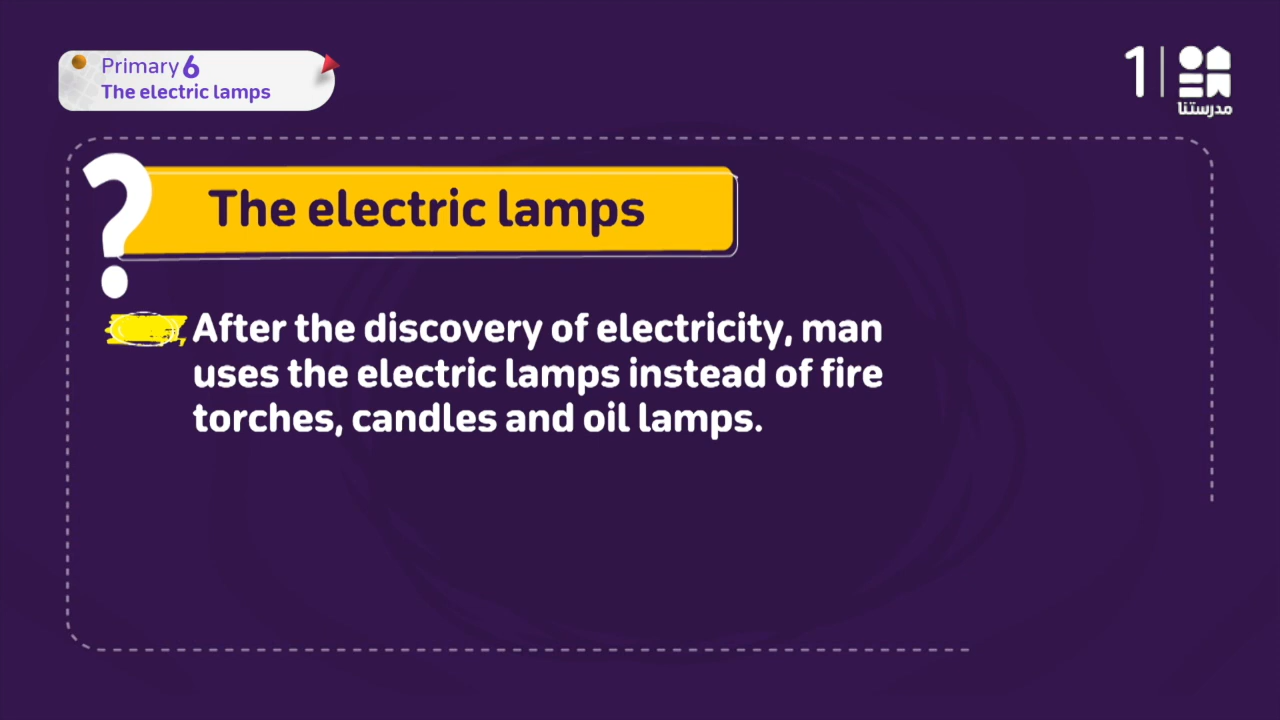 Primary 6
The electric lamps
1
مدرستنا
?
The electric lamps
After the discovery of electricity, man
uses the electric lamps instead of fire
torches, candles and oil lamps.